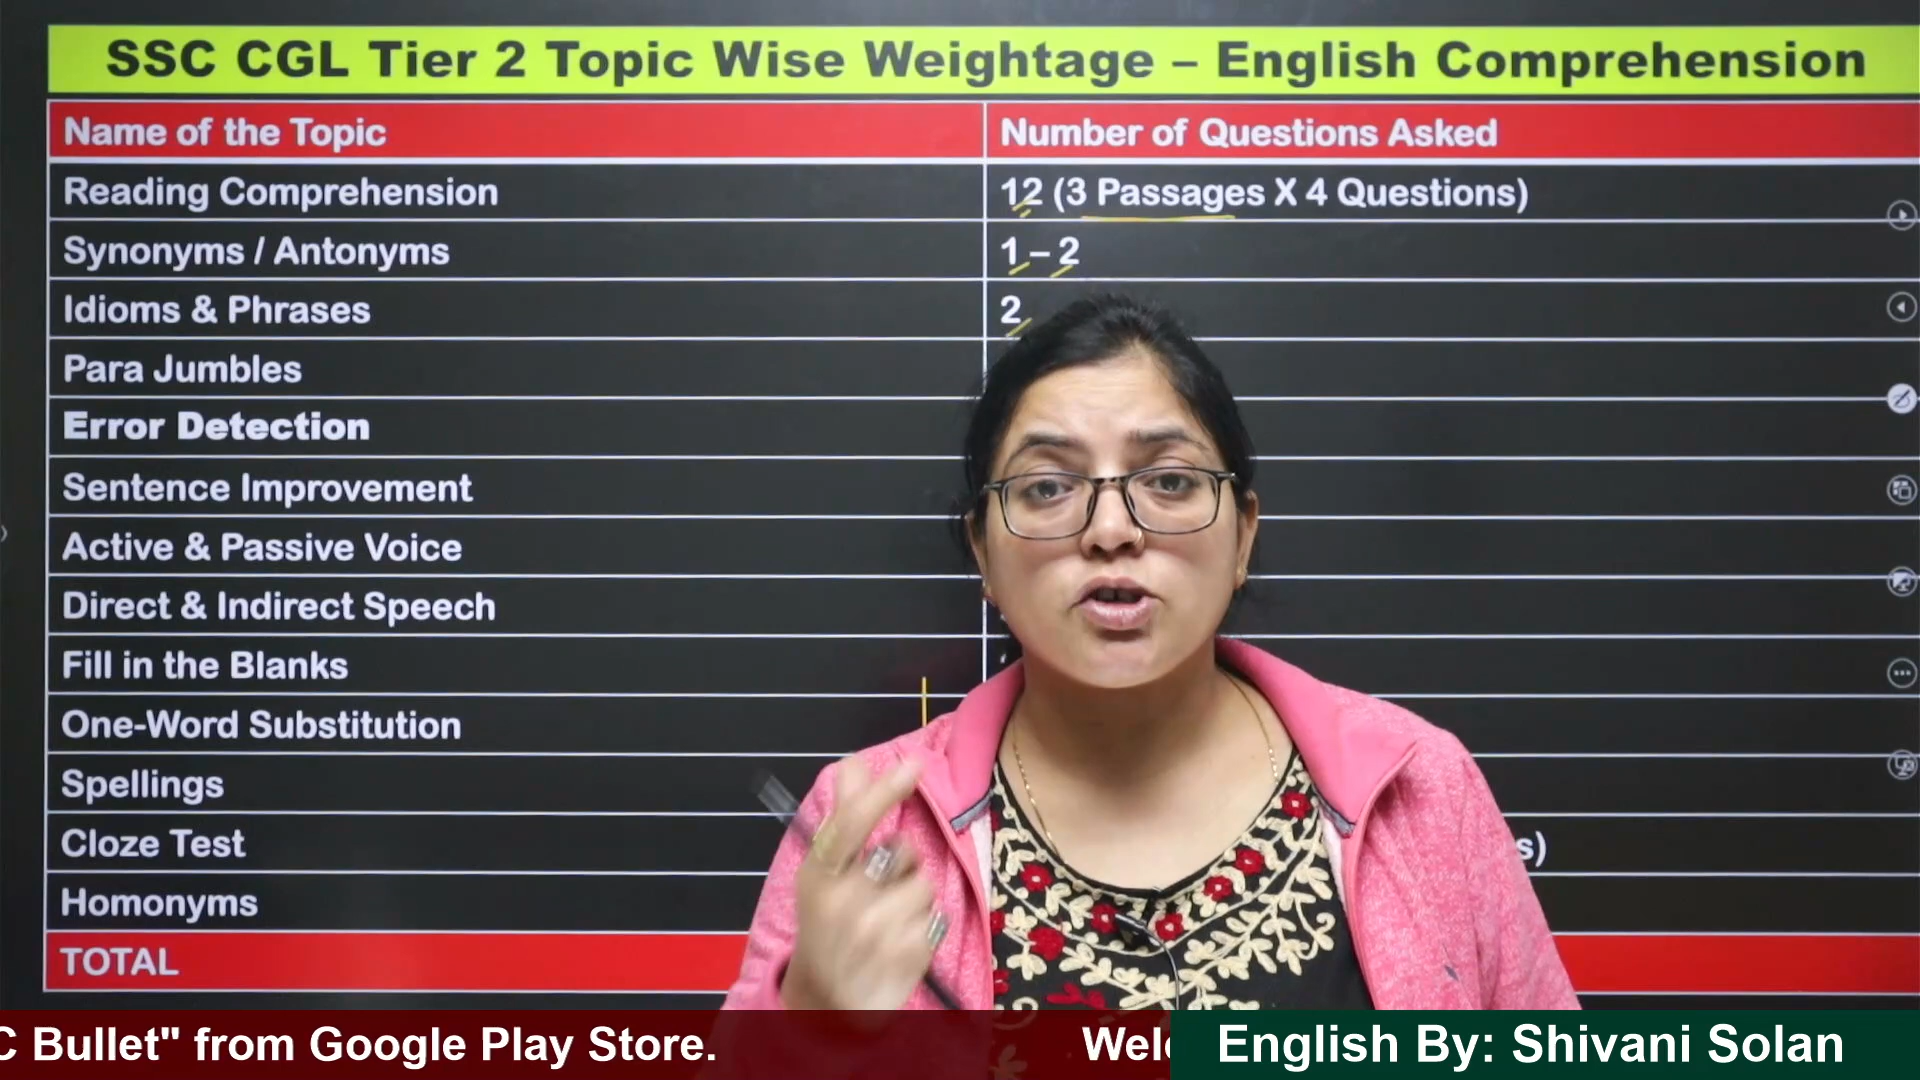 SSC CGL Tier 2 Topic Wise Weightage – English Comprehension
Name of the Topic Number of Questions Asked
Reading Comprehension 12 (3 Passages X 4 Questions)
Synonyms / Antonyms 1 – 2
Idioms & Phrases 2
Para Jumbles
Error Detection
Sentence Improvement
Active & Passive Voice
Direct & Indirect Speech
Fill in the Blanks
One-Word Substitution
Spellings
Cloze Test s)
Homonyms
TOTAL
C Bullet" from Google Play Store.
English By: Shivani Solan